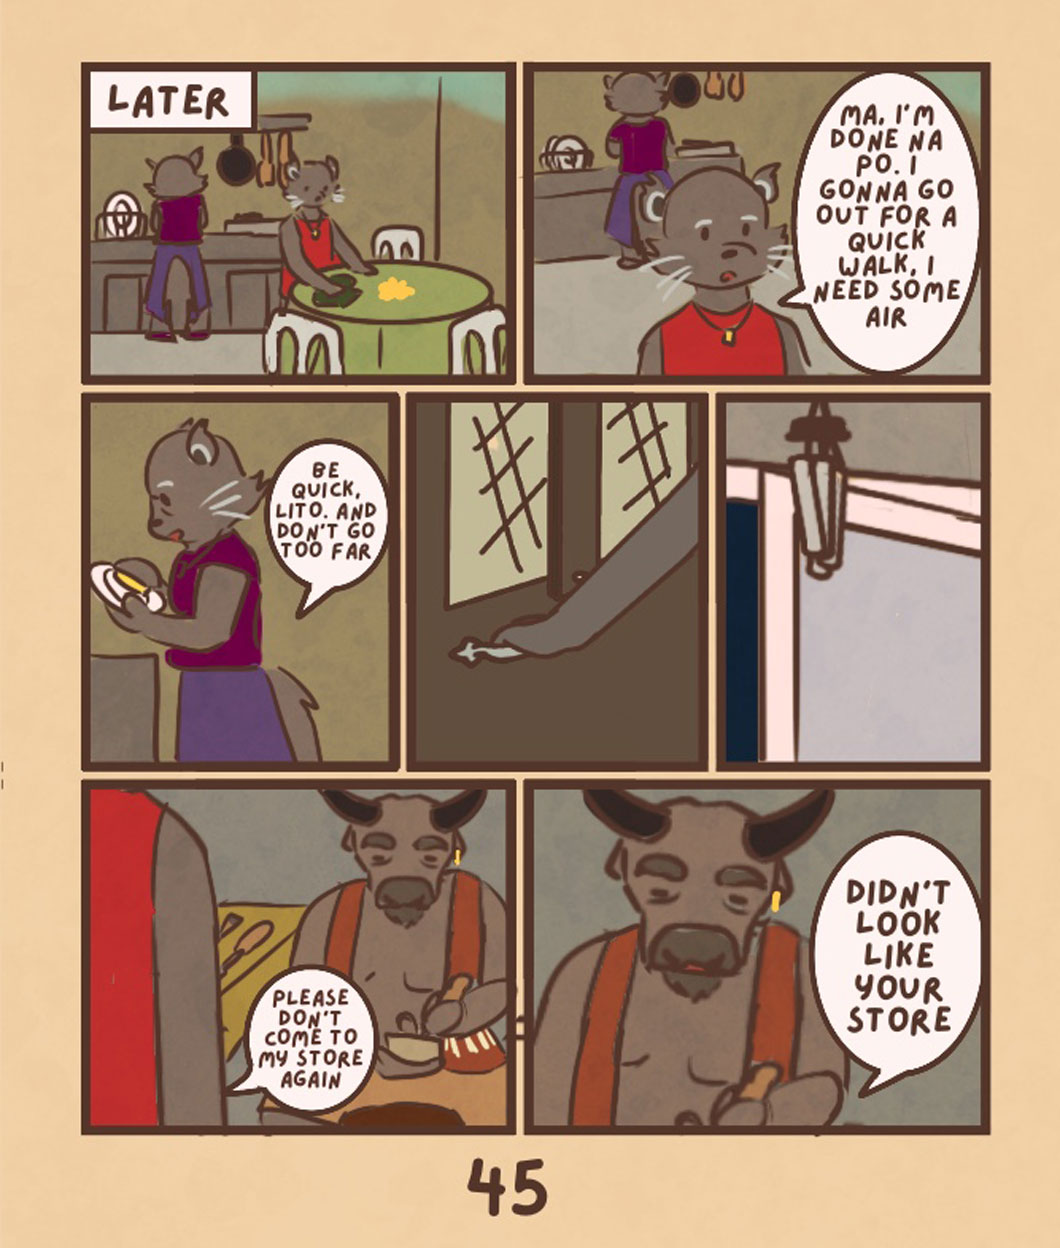 LATER
MA, I'M
DONE NA
PO. I
GONNA GO
OUT FOR A
QUICK
WALK, I
NEED SOME
AIR
BE
QUICK,
LITO. AND
DON'T GO
TOO FAR
PLEASE
DON'T
COME TO
MY STORE
AGAIN
DIDN'T
LOOK
LIKE
YOUR
STORE
45